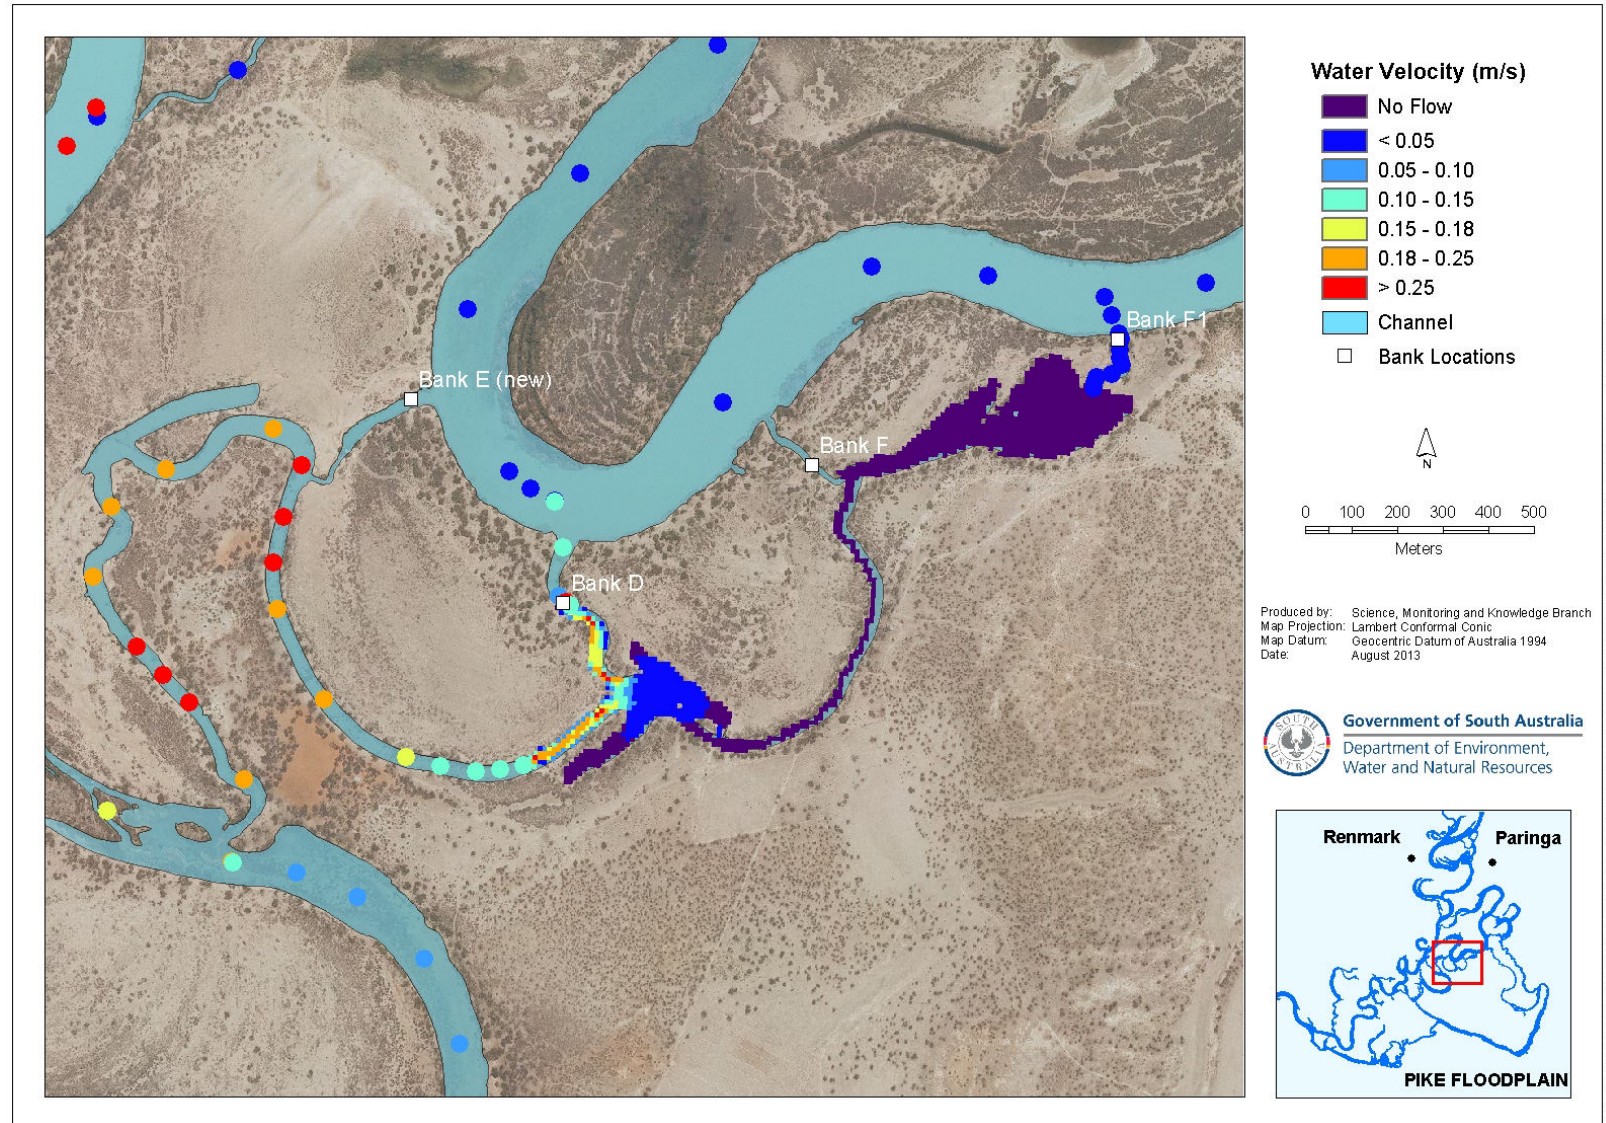 Water Velocity (m/s)
No Flow
< 0.05
0.05 - 0.10
0.10 - 0.15
0.15 - 0.18
0.18 - 0.25
> 0.25
Channel
Bank Locations
Bank F1
Bank E (new)
Bank F
Bank D
N
0 100 200 300 400 500
Meters
Produced by: Science, Monitoring and Knowledge Branch
Map Projection: Lambert Conformal Conic
Map Datum: Geocentric Datum of Australia 1994
Date: August 2013
SOUTH AUSTRALIA
Government of South Australia
Department of Environment,
Water and Natural Resources
Renmark
Paringa
PIKE FLOODPLAIN